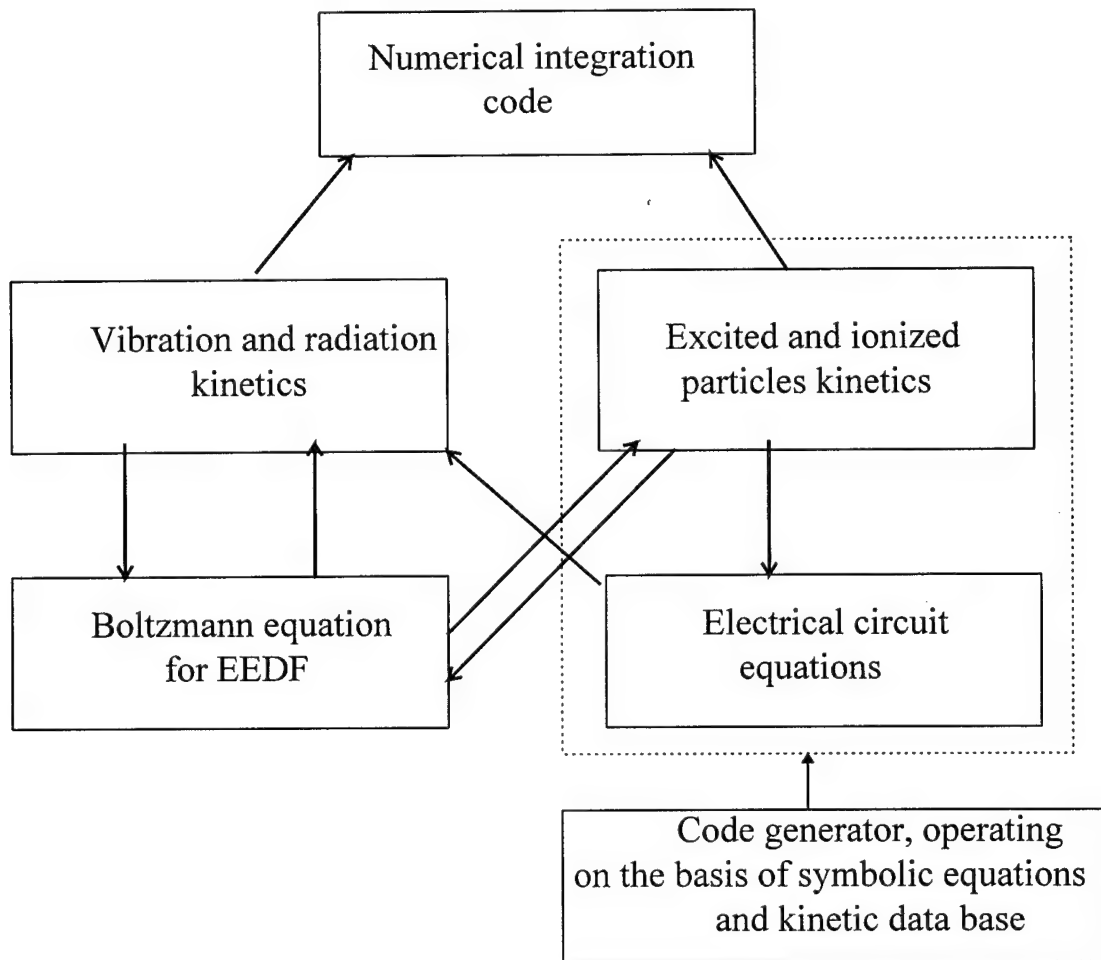 Numerical integration
code
Vibration and radiation
kinetics
Excited and ionized
particles kinetics
Boltzmann equation
for EEDF
Electrical circuit
equations
Code generator, operating
on the basis of symbolic equations
and kinetic data base